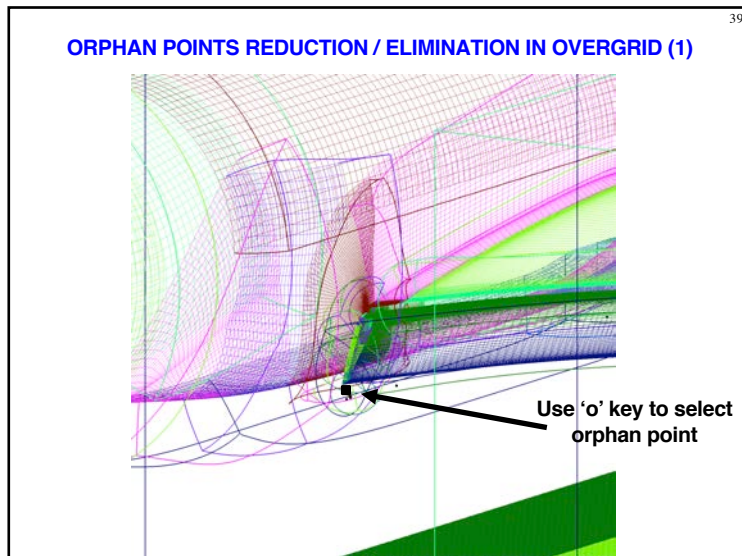 39
ORPHAN POINTS REDUCTION / ELIMINATION IN OVERGRID (1)
Use ‘o’ key to select
orphan point